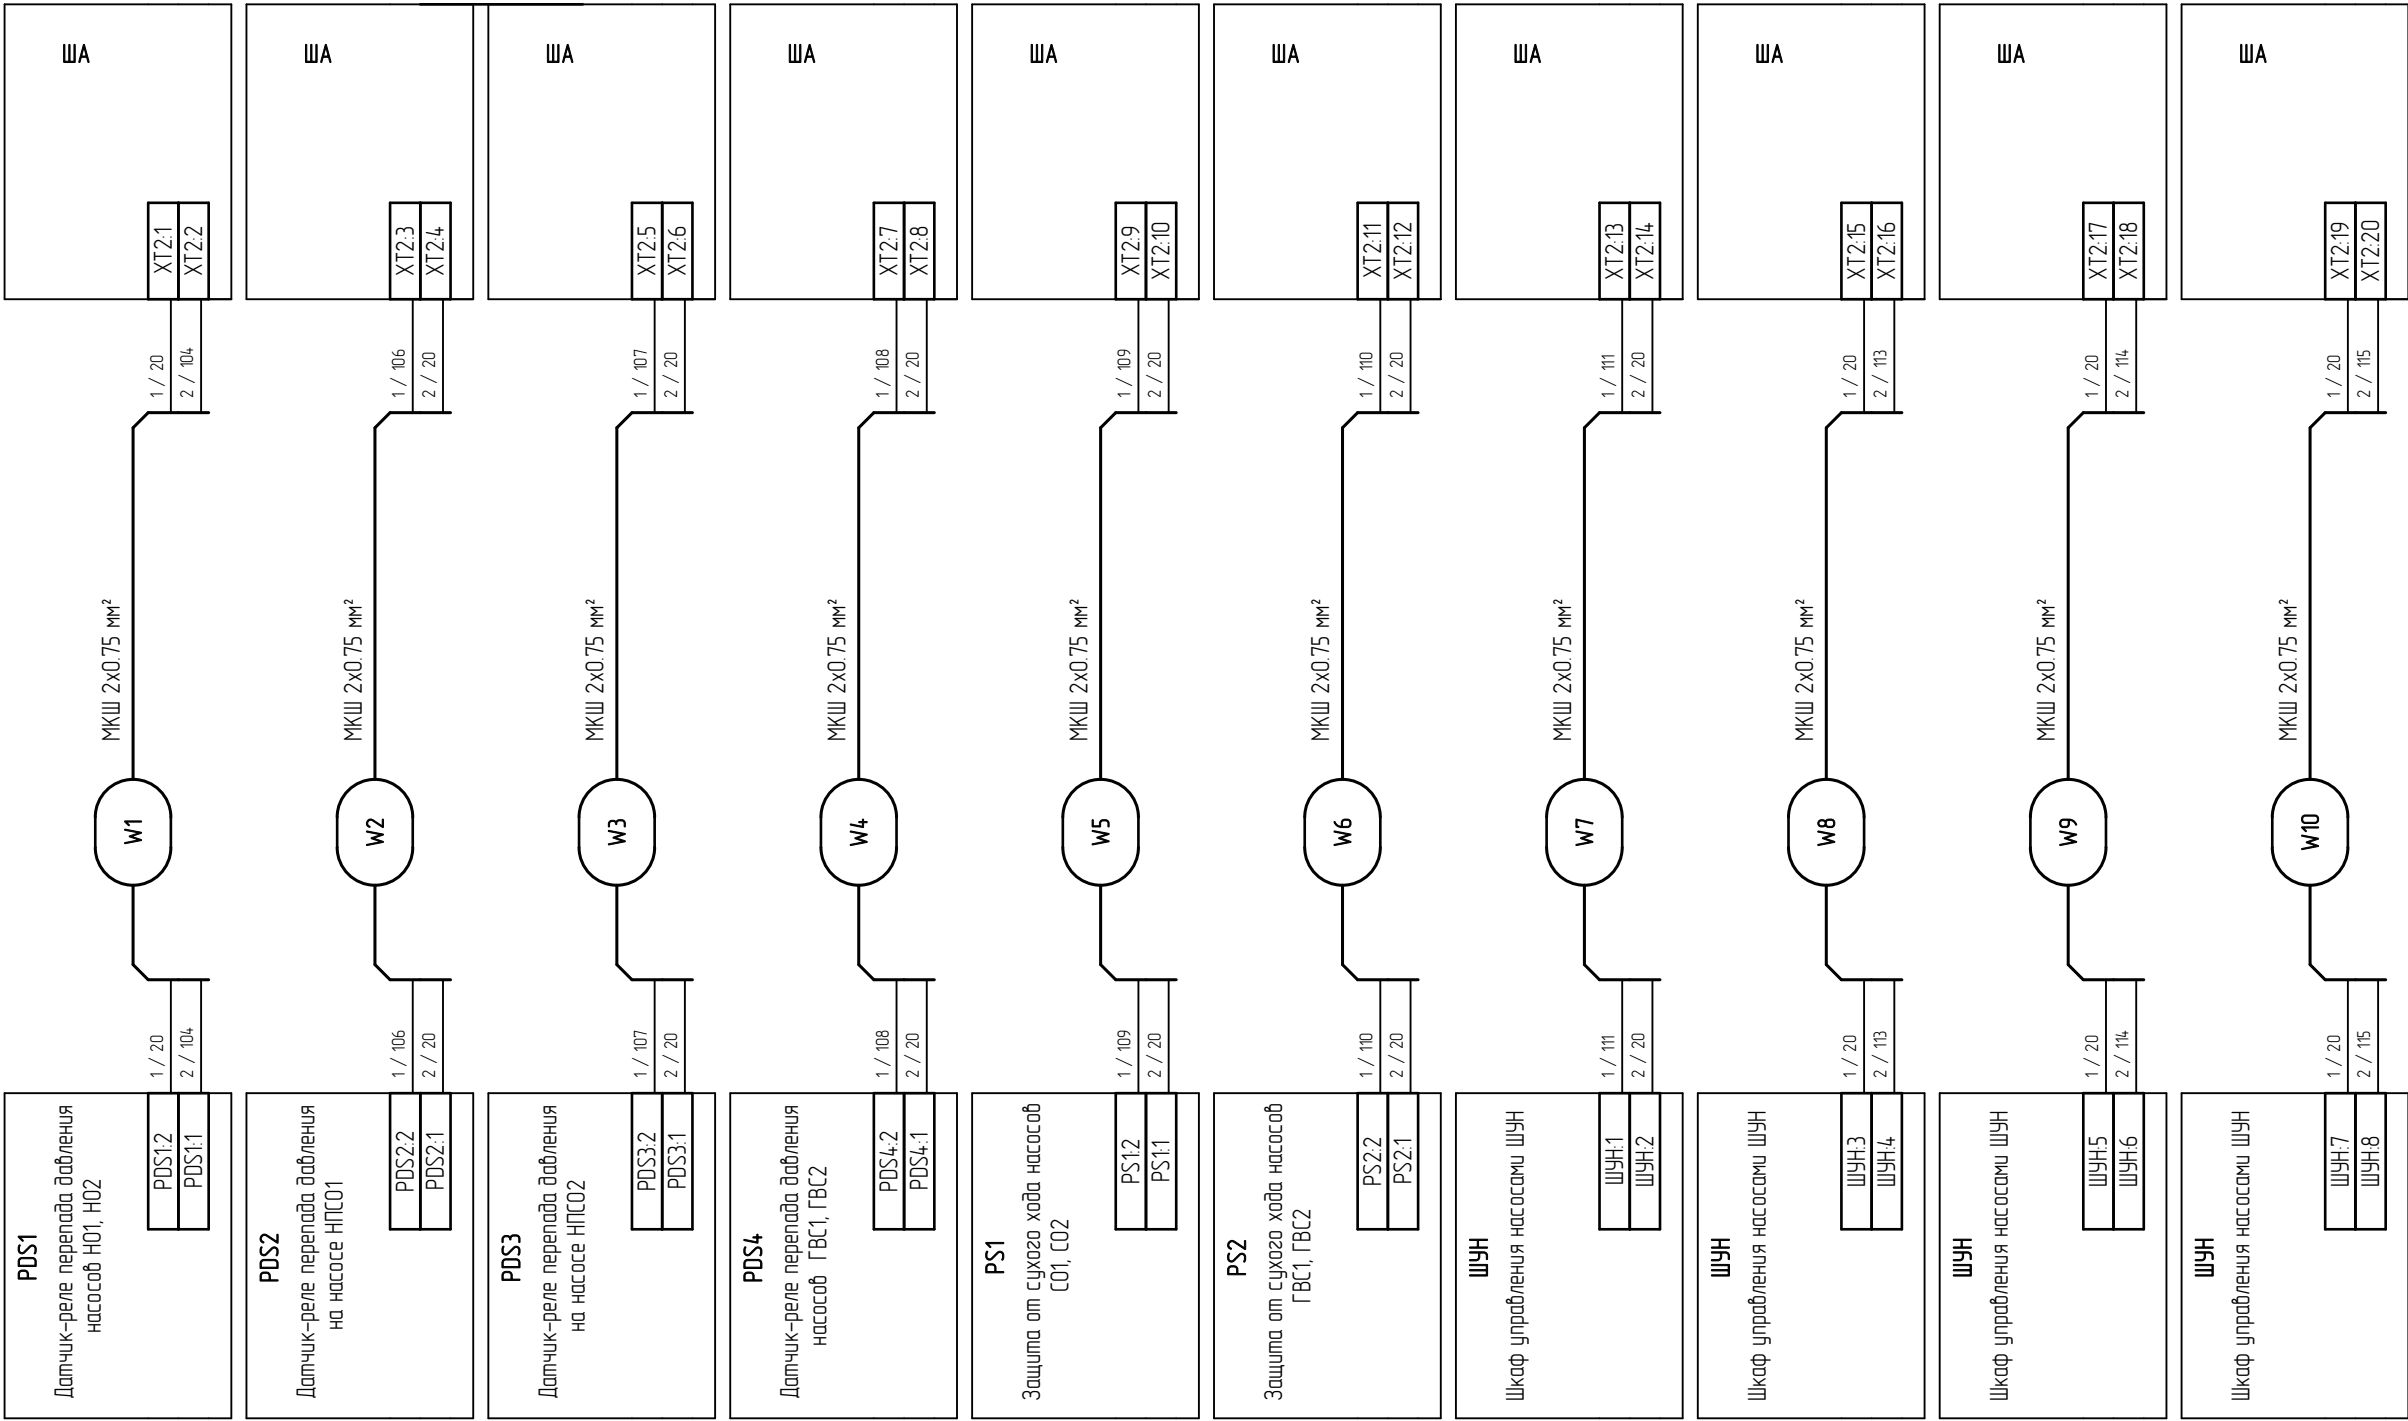 PDS1
Датчик-реле перепада давления
насосов НО1, НО2
PDS1:2
PDS1:1
1 / 20
2 / 104
W1
МКШ 2x0.75 мм²
1 / 20
2 / 104
XT2:1
XT2:2
ША
PDS2
Датчик-реле перепада давления
на насосе НПСО1
PDS2:2
PDS2:1
1 / 106
2 / 20
W2
МКШ 2x0.75 мм²
1 / 106
2 / 20
XT2:3
XT2:4
ША
PDS3
Датчик-реле перепада давления
на насосе НПСО2
PDS3:2
PDS3:1
1 / 107
2 / 20
W3
МКШ 2x0.75 мм²
1 / 107
2 / 20
XT2:5
XT2:6
ША
PDS4
Датчик-реле перепада давления
насосов ГВС1, ГВС2
PDS4:2
PDS4:1
1 / 108
2 / 20
W4
МКШ 2x0.75 мм²
1 / 108
2 / 20
XT2:7
XT2:8
ША
PS1
Защита от сухого хода насосов
СО1, СО2
PS1:2
PS1:1
1 / 109
2 / 20
W5
МКШ 2x0.75 мм²
1 / 109
2 / 20
XT2:9
XT2:10
ША
PS2
Защита от сухого хода насосов
ГВС1, ГВС2
PS2:2
PS2:1
1 / 110
2 / 20
W6
МКШ 2x0.75 мм²
1 / 110
2 / 20
XT2:11
XT2:12
ША
ШУН
Шкаф управления насосами ШУН
ШУН:1
ШУН:2
1 / 111
2 / 20
W7
МКШ 2x0.75 мм²
1 / 111
2 / 20
XT2:13
XT2:14
ША
ШУН
Шкаф управления насосами ШУН
ШУН:3
ШУН:4
1 / 20
2 / 113
W8
МКШ 2x0.75 мм²
1 / 20
2 / 113
XT2:15
XT2:16
ША
ШУН
Шкаф управления насосами ШУН
ШУН:5
ШУН:6
1 / 20
2 / 114
W9
МКШ 2x0.75 мм²
1 / 20
2 / 114
XT2:17
XT2:18
ША
ШУН
Шкаф управления насосами ШУН
ШУН:7
ШУН:8
1 / 20
2 / 115
W10
МКШ 2x0.75 мм²
1 / 20
2 / 115
XT2:19
XT2:20
ША